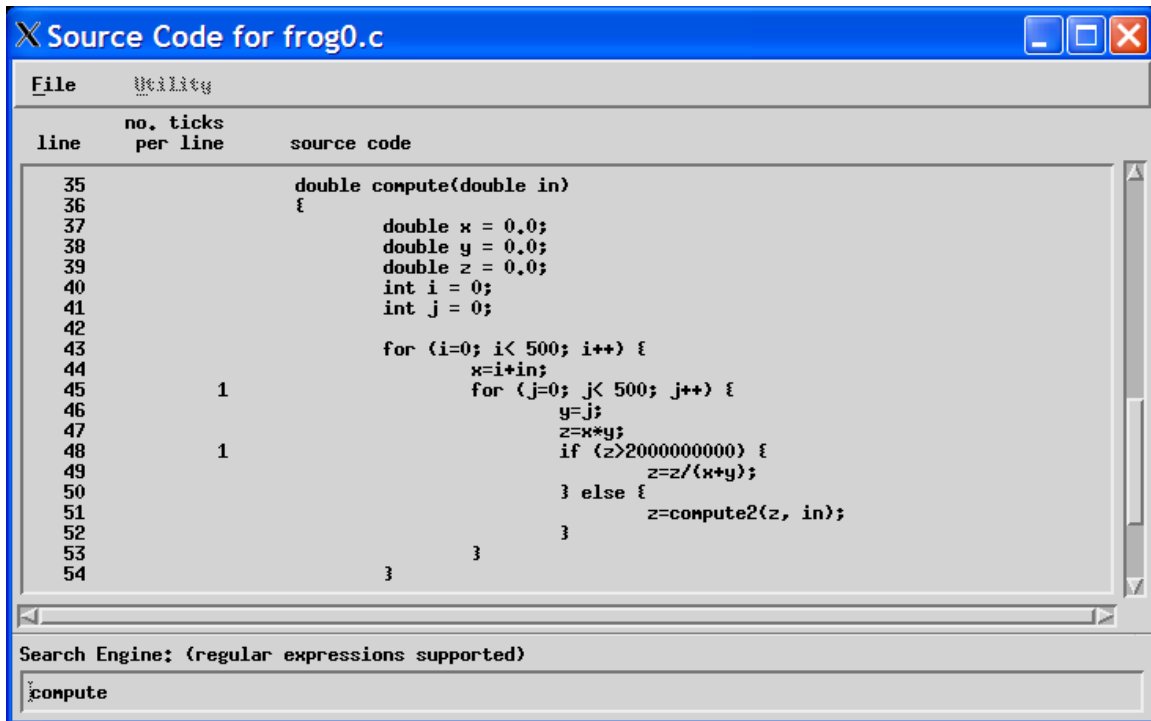 X Source Code for frog0.c
File Utility
no. ticks
line per line source code
35 double compute(double in)
36 {
37 double x = 0.0;
38 double y = 0.0;
39 double z = 0.0;
40 int i = 0;
41 int j = 0;
42
43 for (i=0; i< 500; i++) {
44 x=i+in;
45 1 for (j=0; j< 500; j++) {
46 y=j;
47 z=x*y;
48 1 if (z>2000000000) {
49 z=z/(x+y);
50 } else {
51 z=compute2(z, in);
52 }
53 }
54 }
Search Engine: (regular expressions supported)
compute